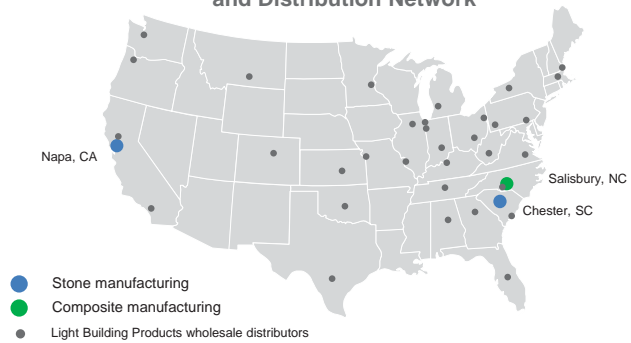 and Distribution Network
Napa, CA
Salisbury, NC
Chester, SC
Stone manufacturing
Composite manufacturing
Light Building Products wholesale distributors